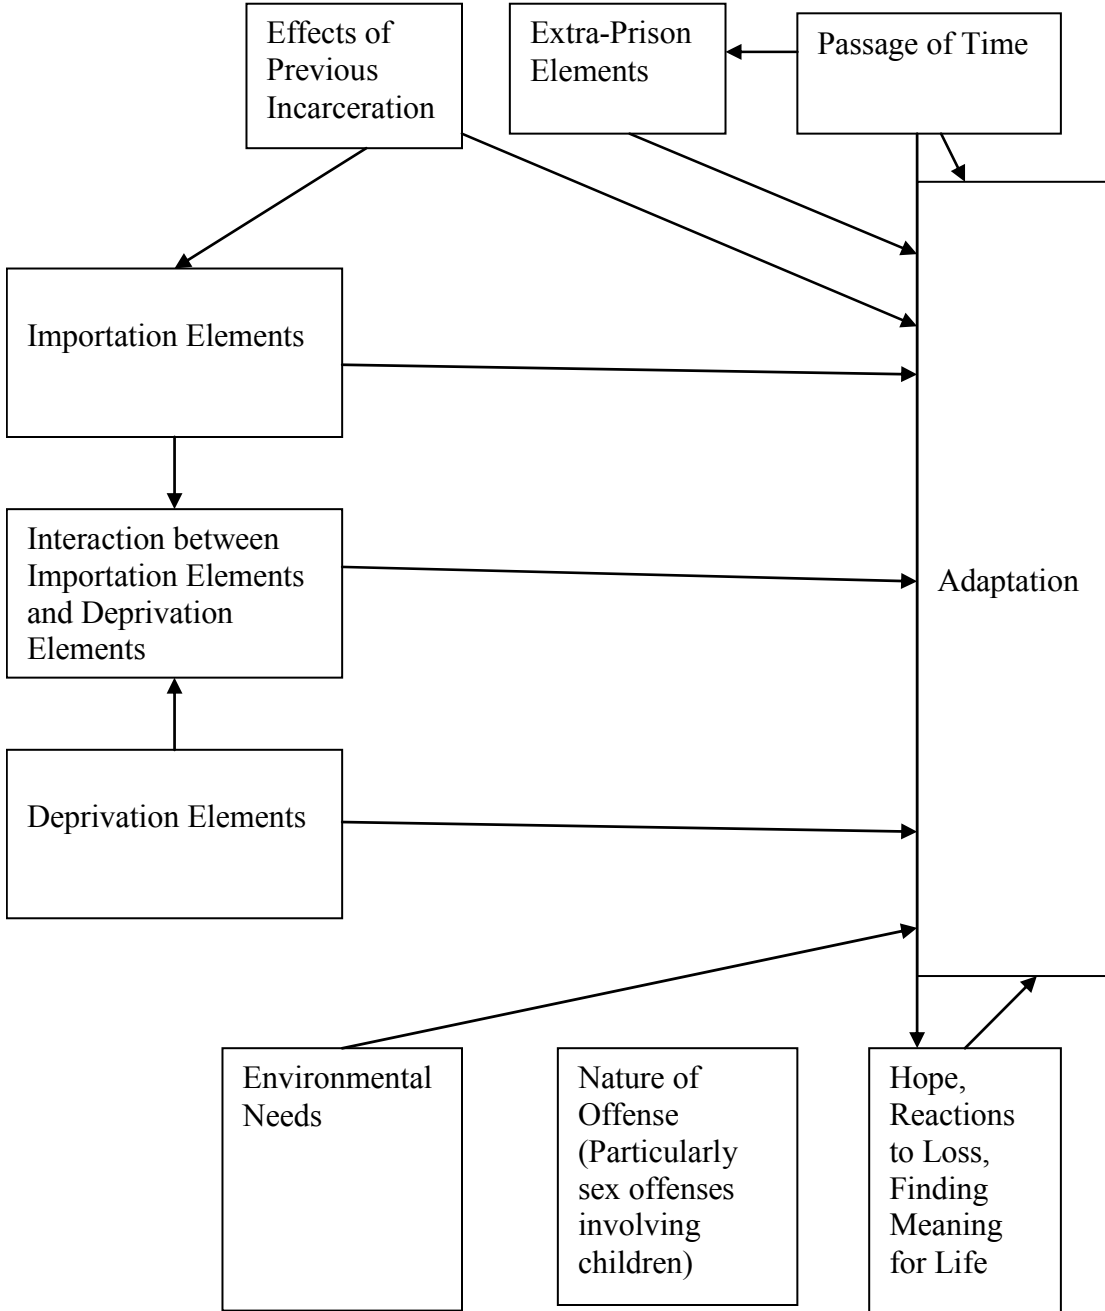 Effects of
Previous
Incarceration
Extra-Prison
Elements
Passage of Time
Importation Elements
Interaction between
Importation Elements
and Deprivation
Elements
Adaptation
Deprivation Elements
Environmental
Needs
Nature of
Offense
(Particularly
sex offenses
involving
children)
Hope,
Reactions
to Loss,
Finding
Meaning
for Life